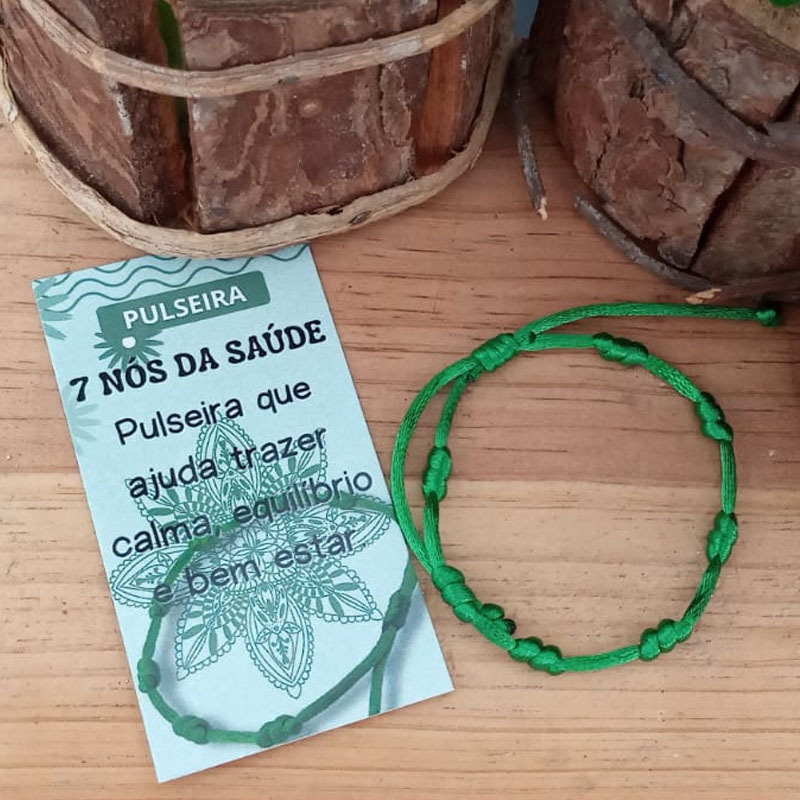 PULSEIRA
7 NÓS DA SAÚDE
Pulseira que
ajuda trazer
calma, equilíbrio
e bem estar